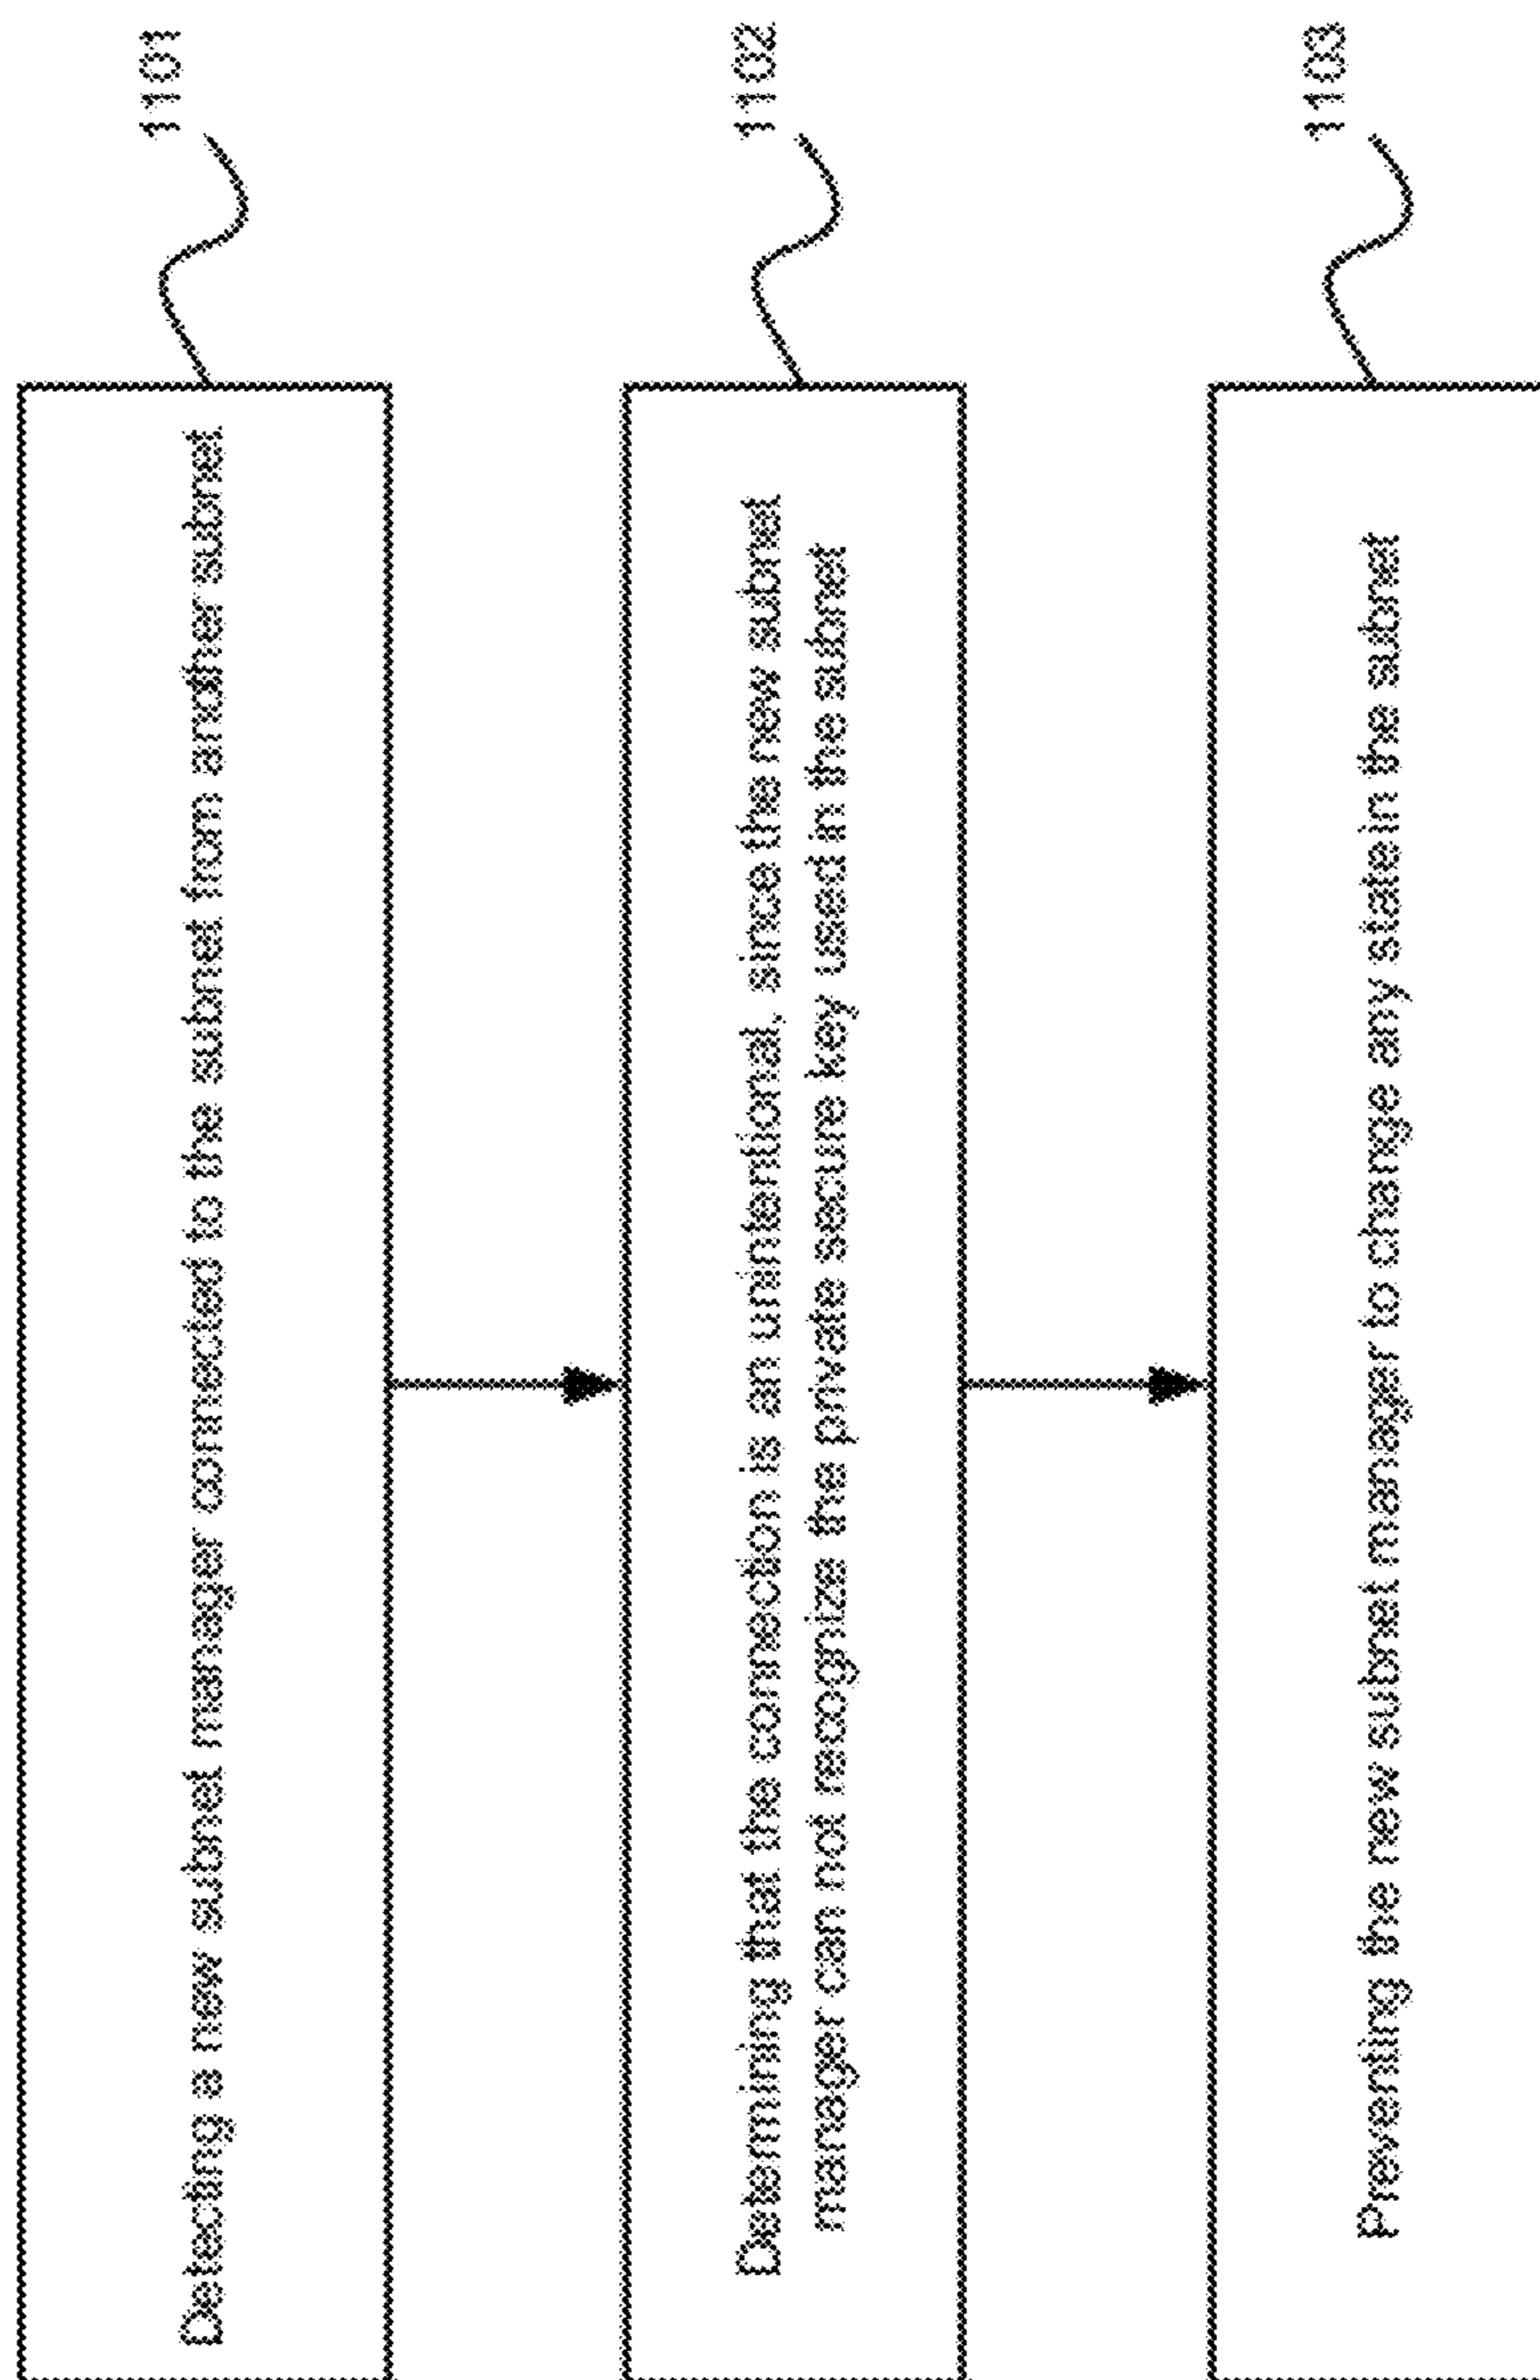 Detecting a new subnet manager connected to the subnet from another subnet
1101
Determining that the connection is an unintentional, since the new subnet
manager can not recognize the private secure key used in the subnet
1102
Preventing the new subnet manager to change any state in the subnet
1103